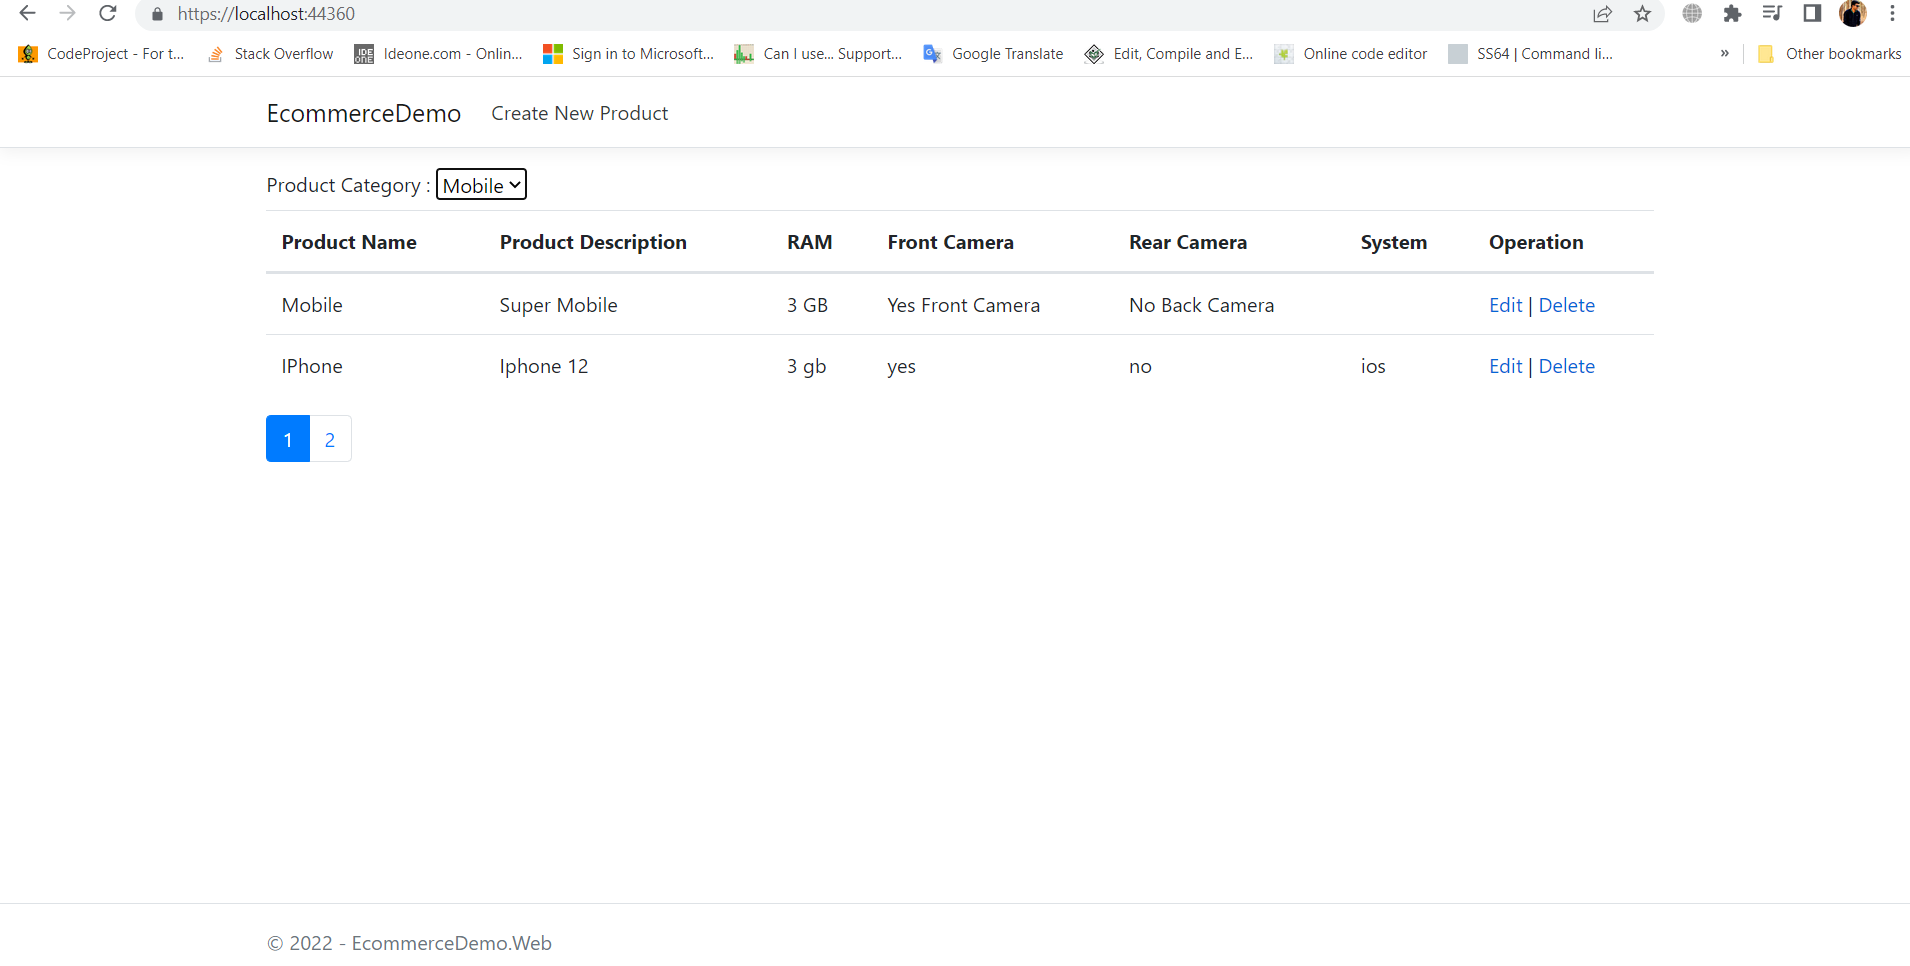 https://localhost:44360
CodeProject - For t... Stack Overflow IDE ONE Ideone.com - Onlin... Sign in to Microsoft... Can I use... Support... Google Translate Edit, Compile and E... Online code editor SS64 | Command li... » Other bookmarks
EcommerceDemo Create New Product
Product Category : Mobile
Product Name Product Description RAM Front Camera Rear Camera System Operation
Mobile Super Mobile 3 GB Yes Front Camera No Back Camera Edit | Delete
IPhone Iphone 12 3 gb yes no ios Edit | Delete
1 2
© 2022 - EcommerceDemo.Web